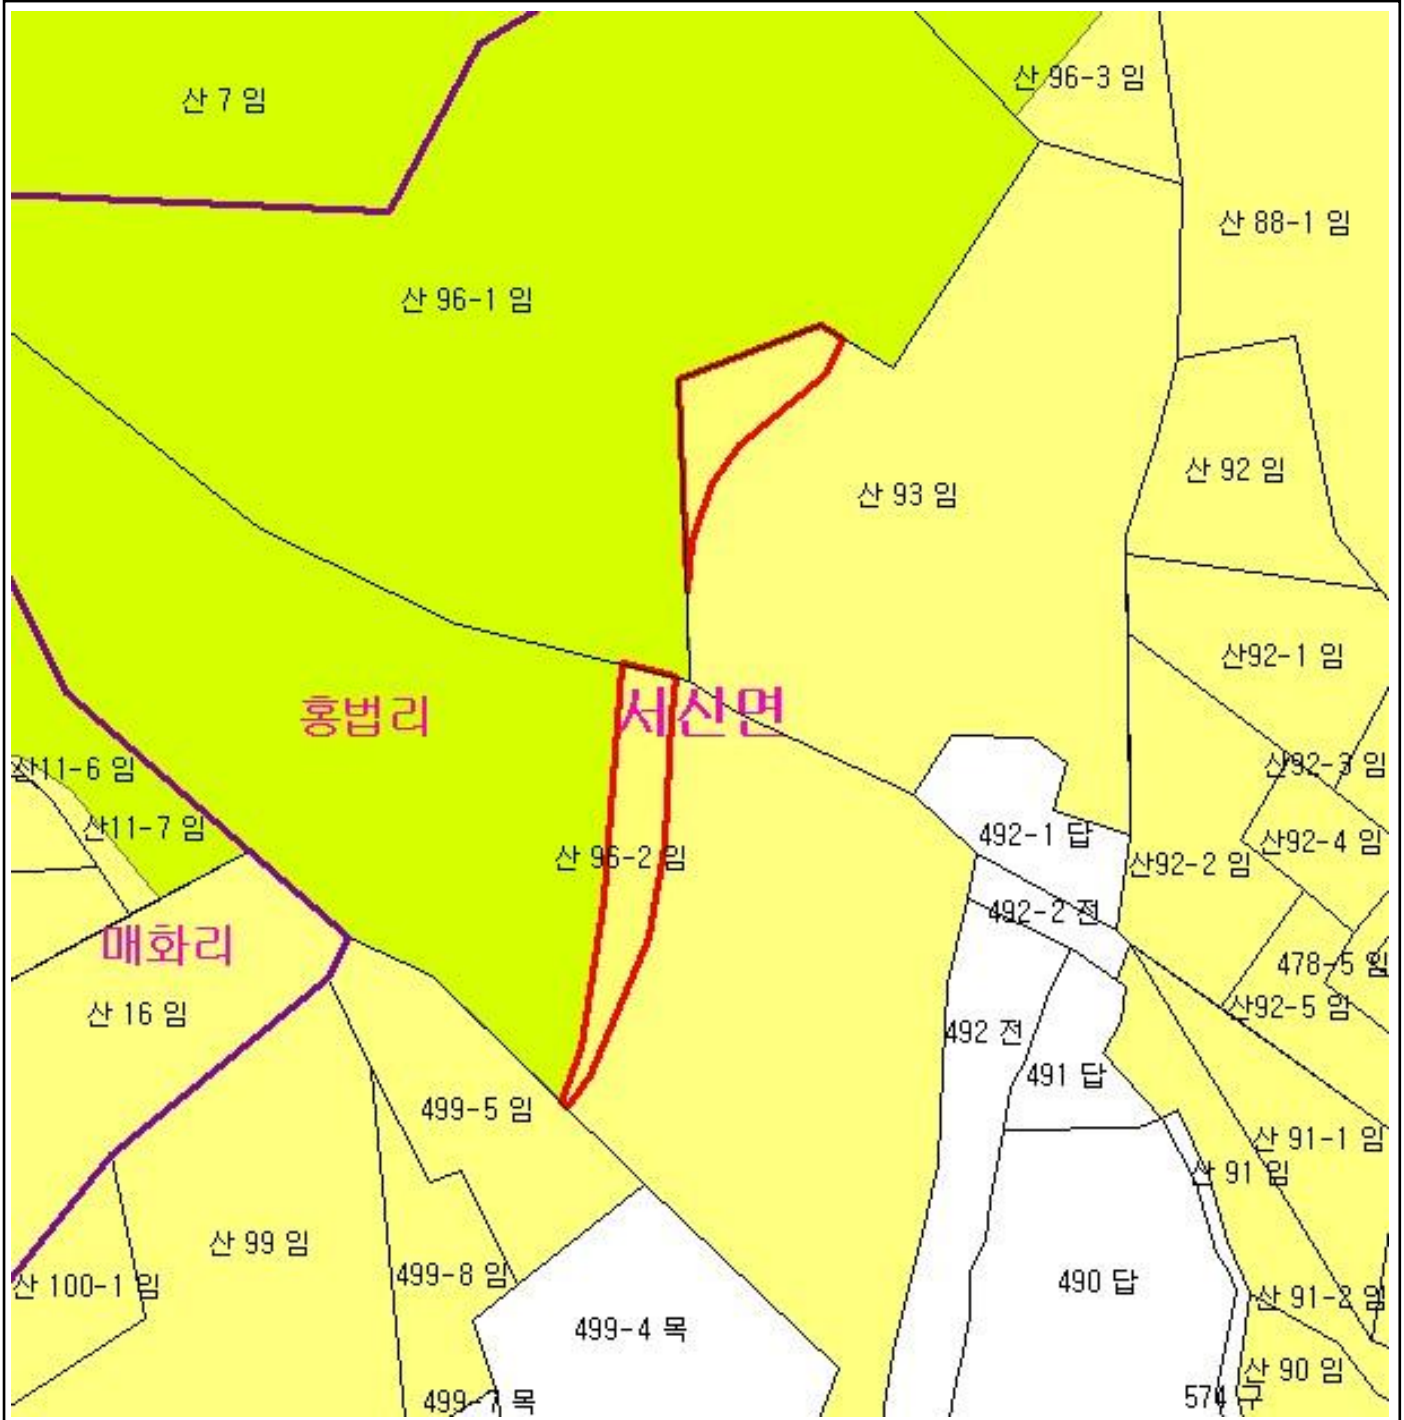 산 96-3 임
산 7 임
산 88-1 임
산 96-1 임
산 92 임
산 93 임
산92-1 임
홍법리
서산면
산11-6 임
산92-3 임
산11-7 임
492-1 답
산92-4 임
산 96-2 임
산92-2 임
492-2 전
매화리
478-5 임
산92-5 임
산 16 임
492 전
491 답
499-5 임
산 91-1 임
산 91 임
산 99 임
499-8 임
490 답
산 100-1 임
산 91-2 임
499-4 목
산 90 임
499-7 목
574 구